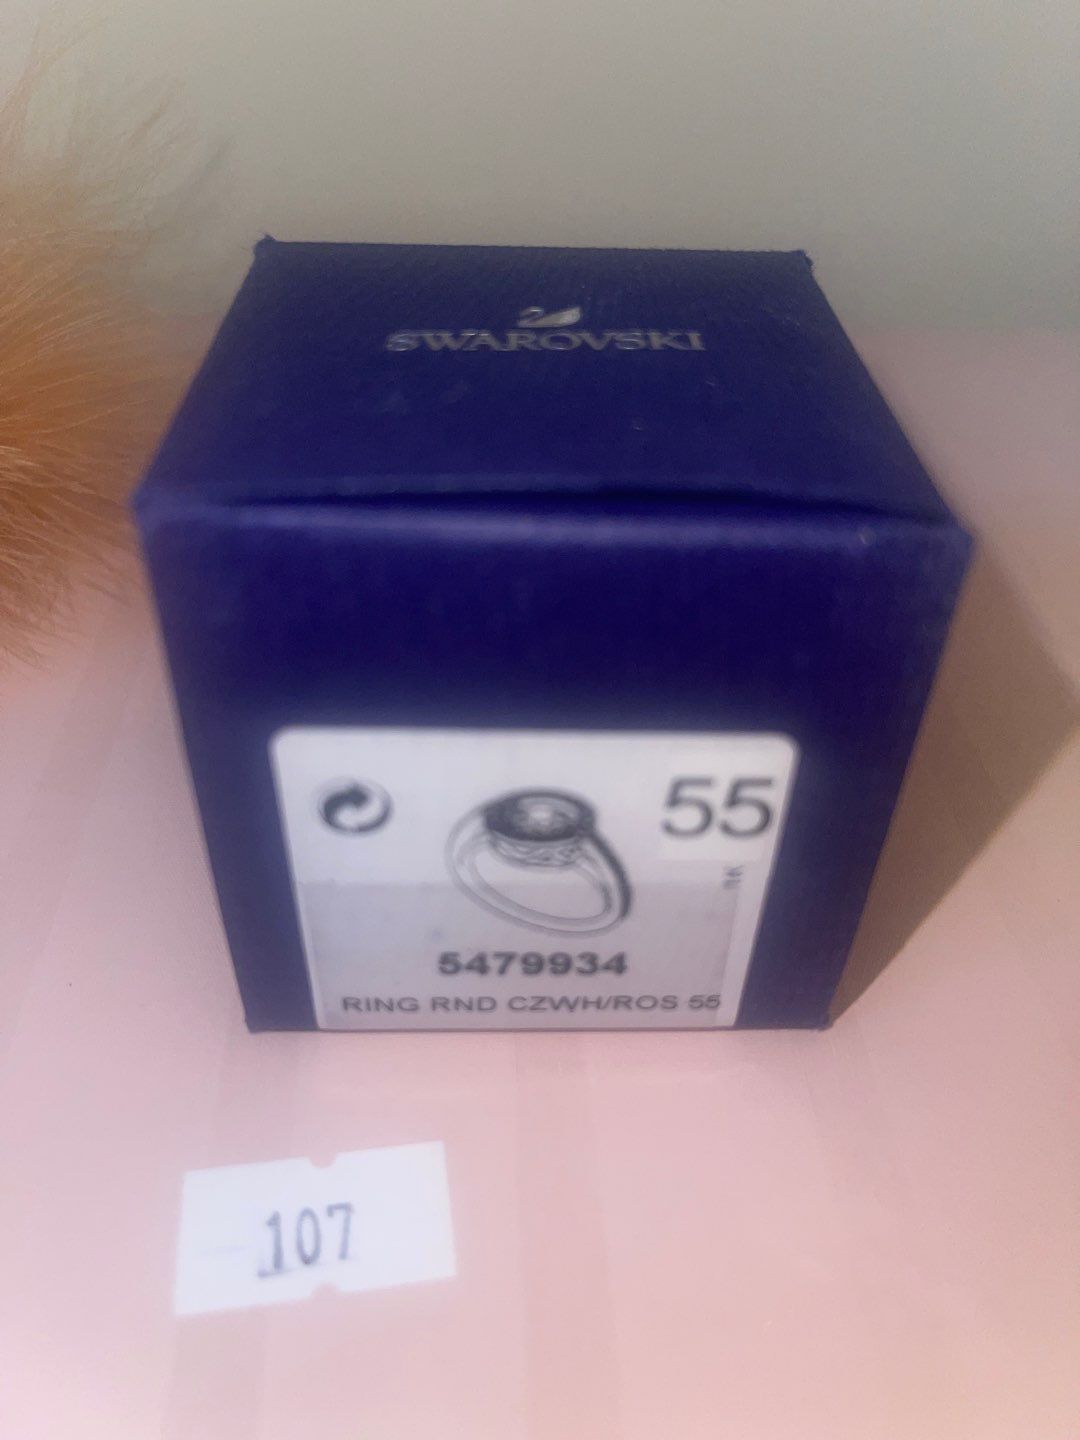 SWAROVSKI
55
5479934
RING RND CZWH/ROS 55
107